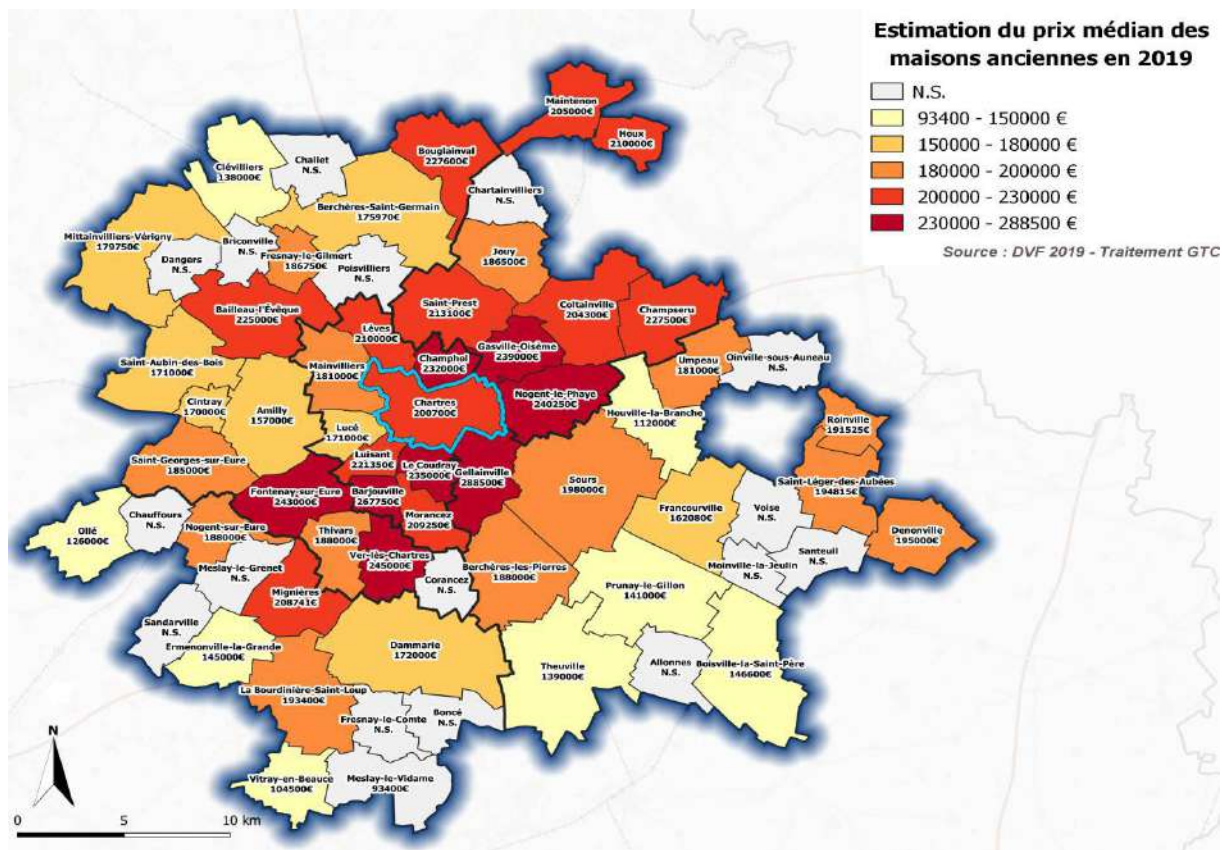 Estimation du prix médian des
maisons anciennes en 2019
N.S.
93400 - 150000 €
150000 - 180000 €
180000 - 200000 €
200000 - 230000 €
230000 - 288500 €
Source : DVF 2019 - Traitement GTC
Maintenon
205000€
Houx
210000€
Bouglainval
227600€
Challet
N.S.
Clévilliers
138000€
Chartainvilliers
N.S.
Berchères-Saint-Germain
175970€
Mittainvilliers-Vérigny
179750€
Briconville
N.S.
Dangers
N.S.
Fresnay-le-Gilmert
186750€
Poisvilliers
N.S.
Jouy
186500€
Bailleau-l'Évêque
225000€
Saint-Prest
213100€
Coltainville
204300€
Champseru
227500€
Lèves
210000€
Champhol
232000€
Gasville-Oisème
239000€
Saint-Aubin-des-Bois
171000€
Mainvilliers
181000€
Umpeau
181000€
Oinville-sous-Auneau
N.S.
Cintray
170000€
Amilly
157000€
Chartres
200700€
Nogent-le-Phaye
240250€
Houville-la-Branche
112000€
Roinville
191525€
Lucé
171000€
Saint-Georges-sur-Eure
185000€
Luisant
221350€
Le Coudray
235000€
Gellainville
288500€
Sours
198000€
Saint-Léger-des-Aubées
194815€
Fontenay-sur-Eure
243000€
Barjouville
267750€
Morancez
209250€
Francourville
162080€
Voise
N.S.
Denonville
195000€
Ollé
126000€
Chauffours
N.S.
Nogent-sur-Eure
188000€
Thivars
188000€
Ver-lès-Chartres
245000€
Santeuil
N.S.
Meslay-le-Grenet
N.S.
Corancez
N.S.
Berchères-les-Pierres
188000€
Moinville-la-Jeulin
N.S.
Prunay-le-Gillon
141000€
Mignières
208741€
Sandarville
N.S.
Ermenonville-la-Grande
145000€
Dammarie
172000€
Theuville
139000€
Allonnes
N.S.
Boisville-la-Saint-Père
146600€
La Bourdinière-Saint-Loup
193400€
Fresnay-le-Comte
N.S.
Boncé
N.S.
Vitray-en-Beauce
104500€
Meslay-le-Vidame
93400€
N
0 5 10 km